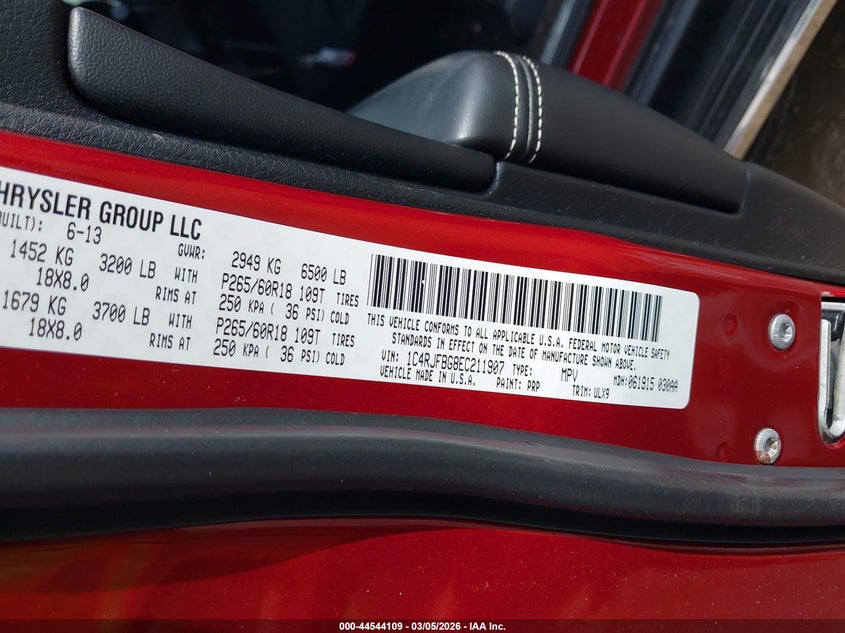 HRYSLER GROUP LLC
BUILT): 6-13 GVWR: 2949 KG 6500 LB
1452 KG 3200 LB WITH P265/60R18 109T TIRES
18X8.0 RIMS AT 250 KPA ( 36 PSI) COLD
1679 KG 3700 LB WITH P265/60R18 109T TIRES
18X8.0 RIMS AT 250 KPA ( 36 PSI) COLD
THIS VEHICLE CONFORMS TO ALL APPLICABLE U.S.A. FEDERAL MOTOR VEHICLE SAFETY
STANDARDS IN EFFECT ON THE DATE OF MANUFACTURE SHOWN ABOVE.
VIN: 1C4RJFBG8EC211907 TYPE: MPV MDH:061915 030AA
VEHICLE MADE IN U.S.A. PAINT: PRP TRIM: ULX9
000-44544109 - 03/05/2026 - IAA Inc.